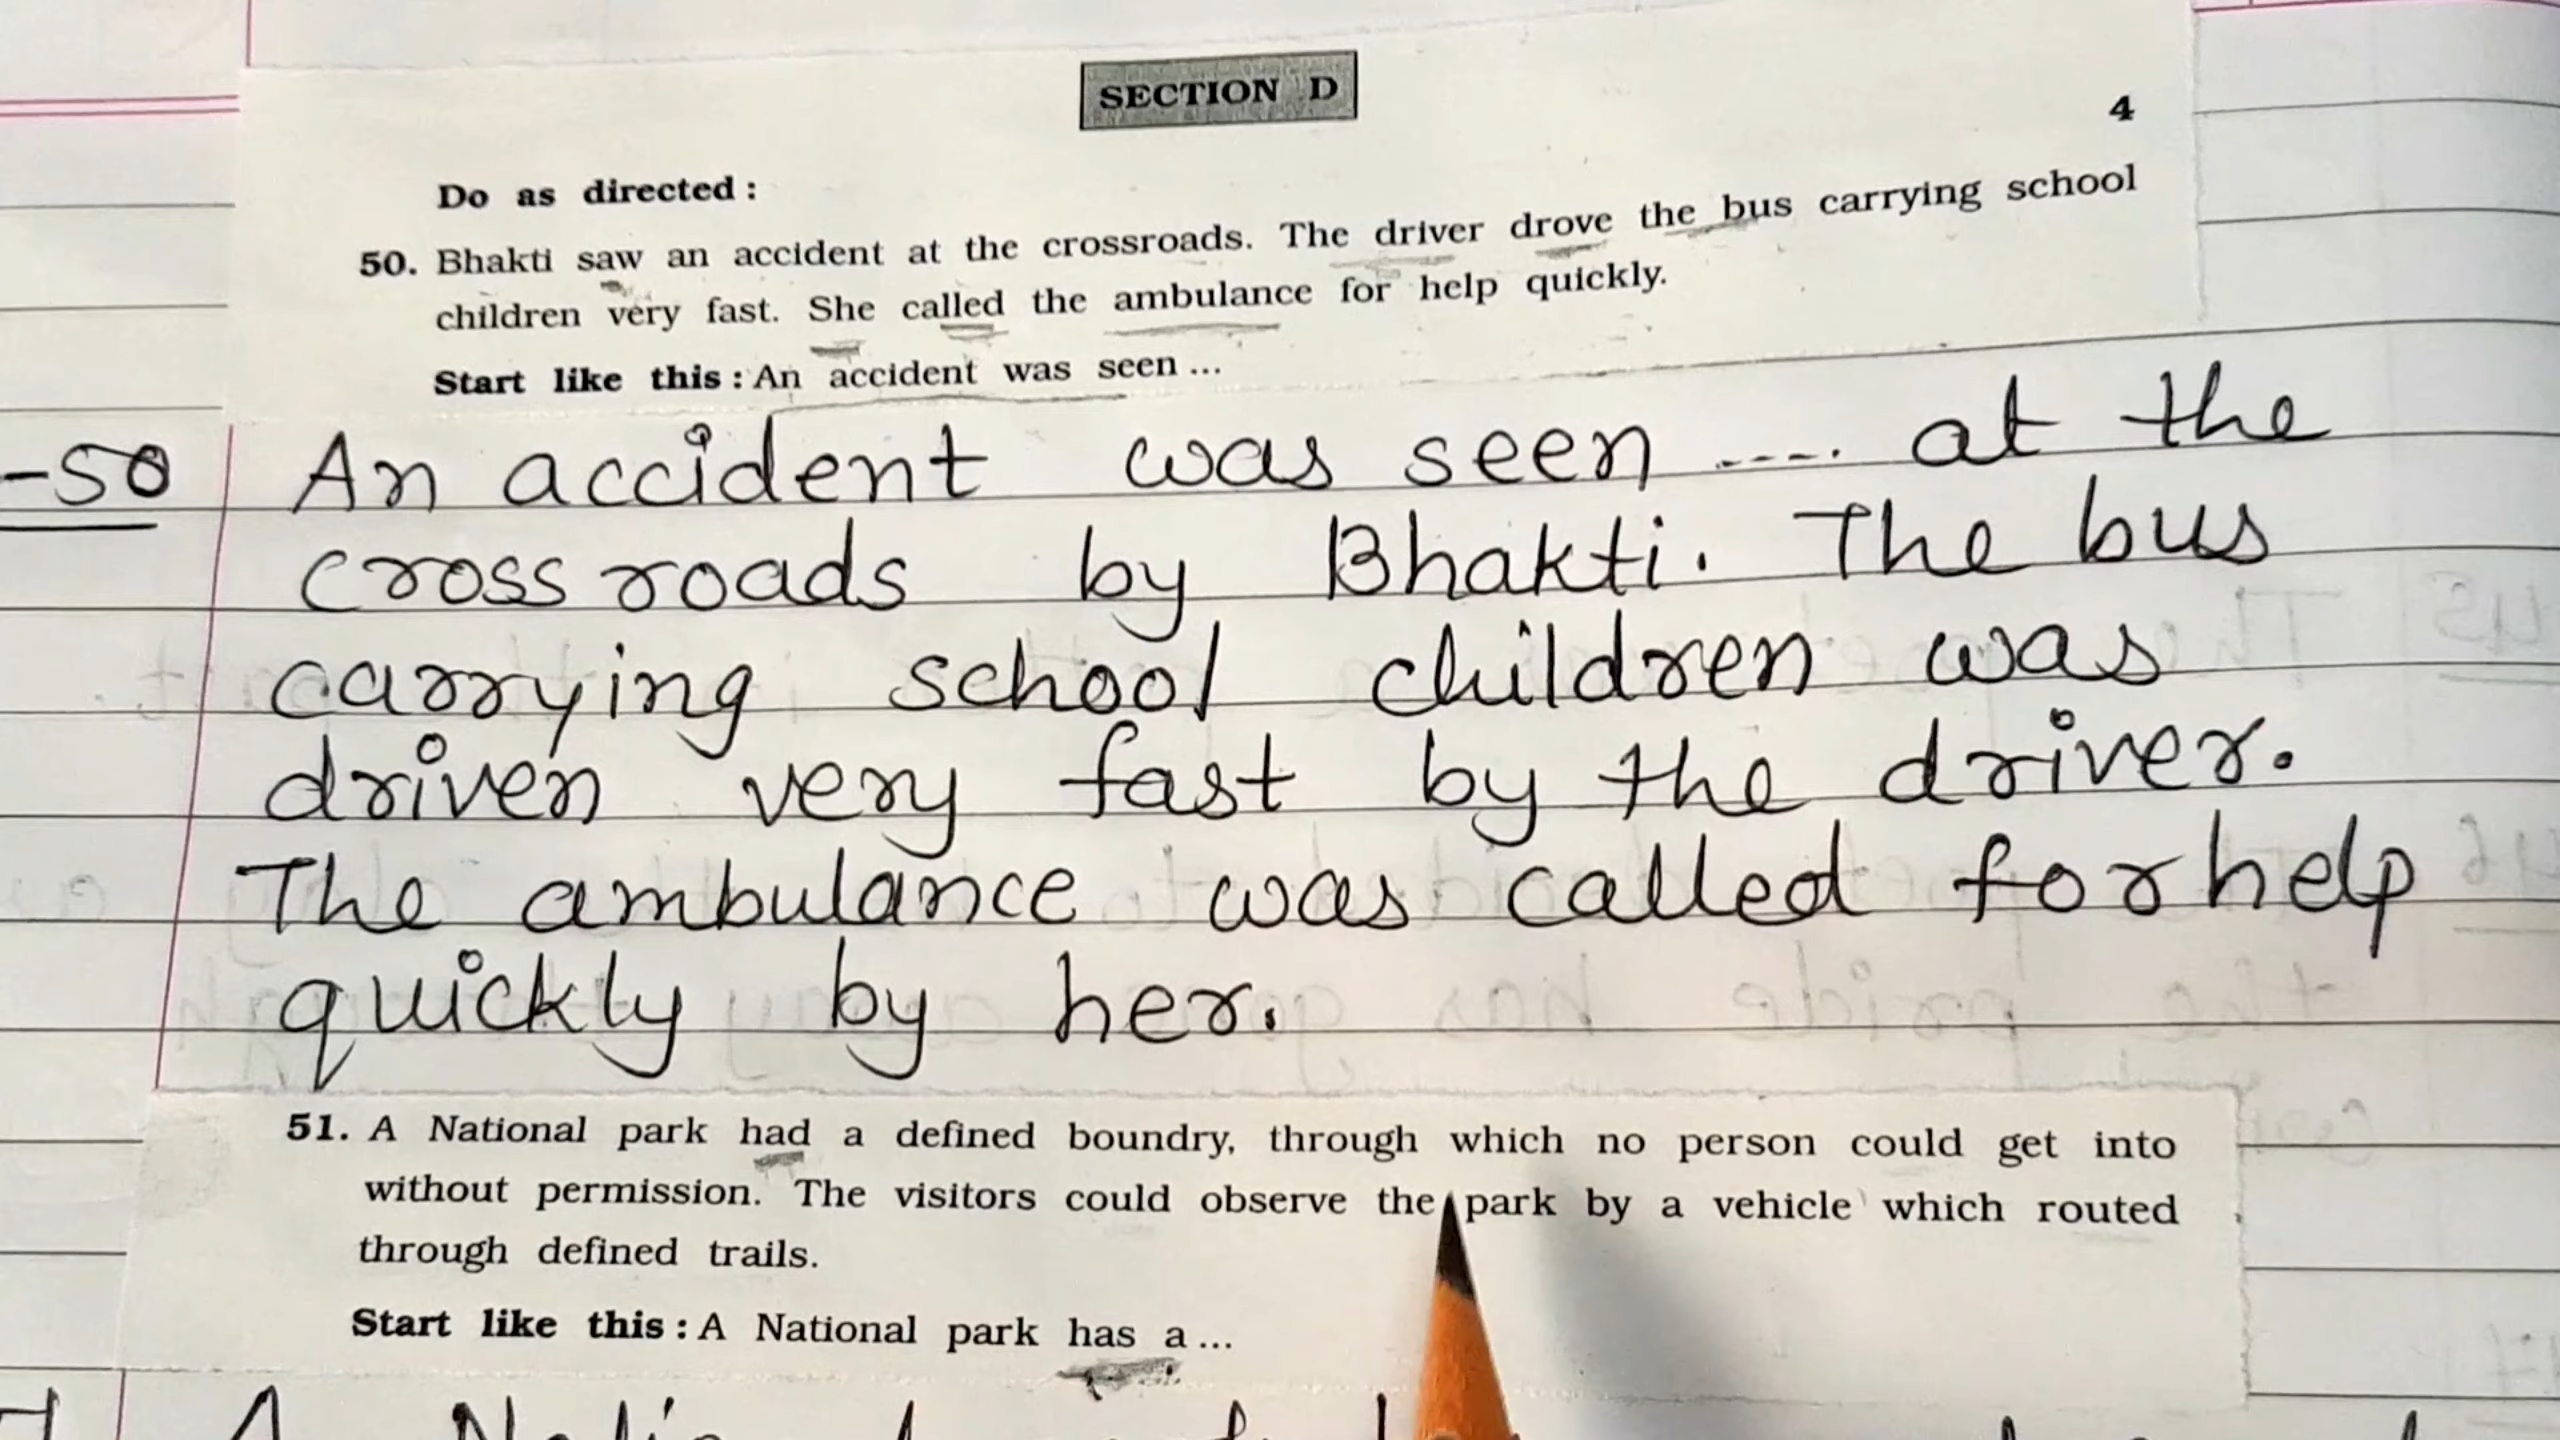 SECTION D
4
Do as directed :
50. Bhakti saw an accident at the crossroads. The driver drove the bus carrying school
children very fast. She called the ambulance for help quickly.
Start like this : An accident was seen ...
-50 An accident was seen .... at the
crossroads by Bhakti. The bus
carrying school children was
driven very fast by the driver.
The ambulance was called for help
quickly by her.
51. A National park had a defined boundry, through which no person could get into
without permission. The visitors could observe the park by a vehicle which routed
through defined trails.
Start like this : A National park has a ...